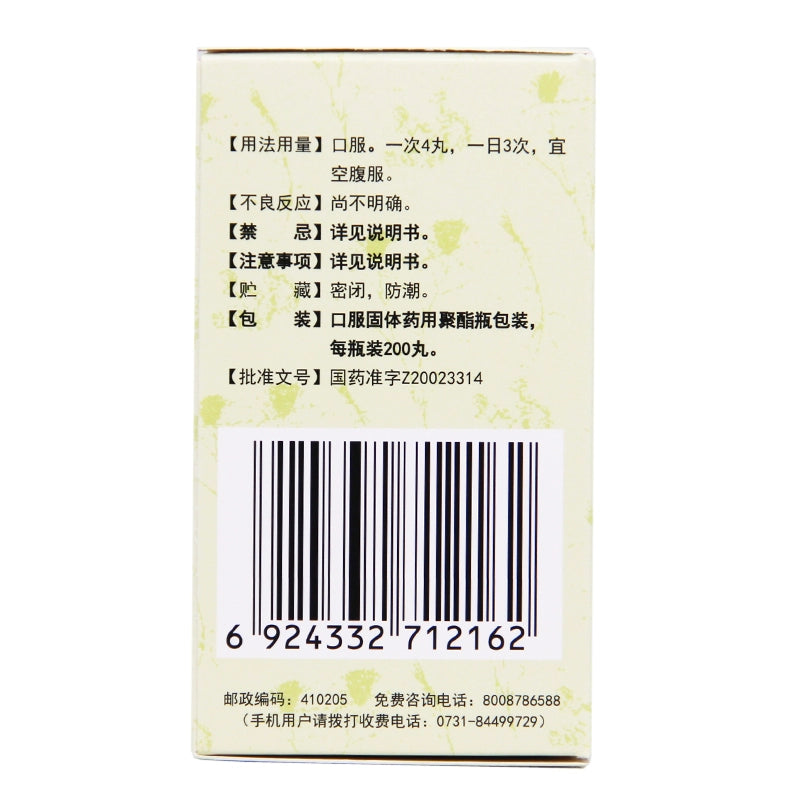 【用法用量】口服。一次4丸，一日3次，宜
空腹服。
【不良反应】尚不明确。
【禁　　忌】详见说明书。
【注意事项】详见说明书。
【贮　　藏】密闭，防潮。
【包　　装】口服固体药用聚酯瓶包装，
每瓶装200丸。
【批准文号】国药准字Z20023314
6 924332 712162
邮政编码：410205　免费咨询电话：8008786588
（手机用户请拨打收费电话：0731-84499729）